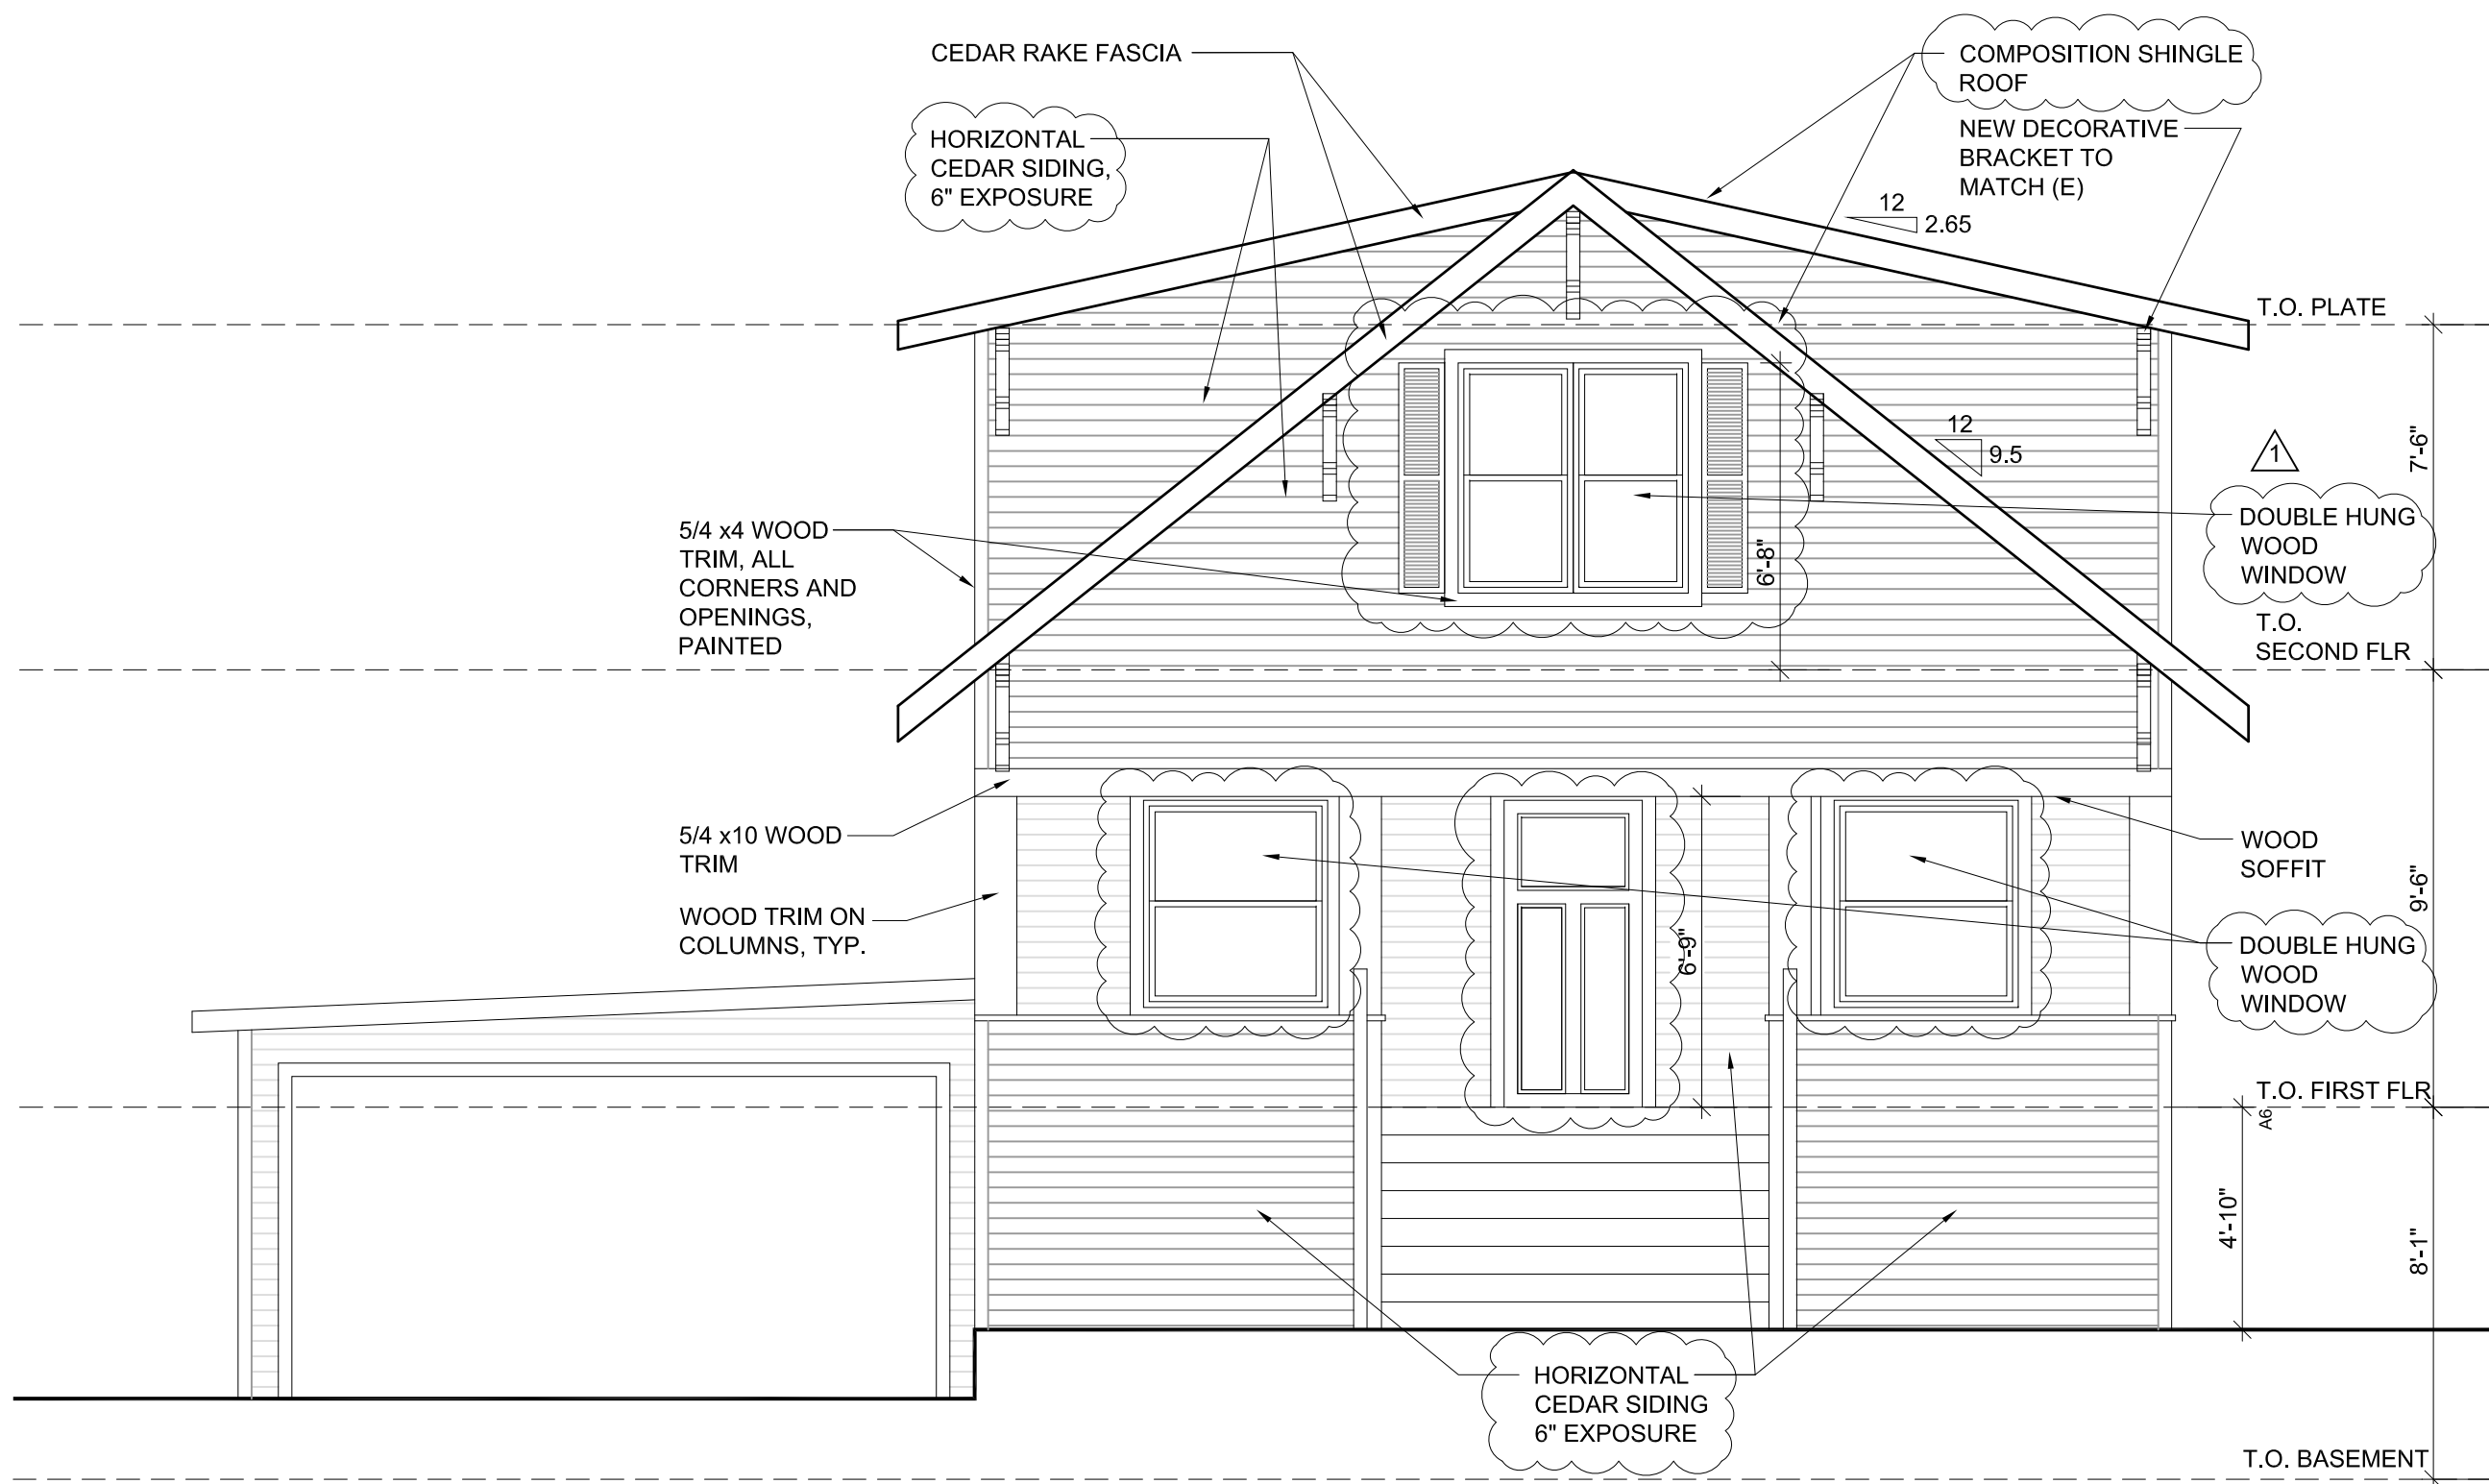 CEDAR RAKE FASCIA
COMPOSITION SHINGLE
ROOF
HORIZONTAL
CEDAR SIDING,
6" EXPOSURE
NEW DECORATIVE
BRACKET TO
MATCH (E)
12
2.65
T.O. PLATE
12
9.5
7'-6"
1
DOUBLE HUNG
WOOD
WINDOW
5/4 x4 WOOD
TRIM, ALL
CORNERS AND
OPENINGS,
PAINTED
6'-8"
T.O.
SECOND FLR
5/4 x10 WOOD
TRIM
WOOD
SOFFIT
9'-6"
WOOD TRIM ON
COLUMNS, TYP.
6'-9"
DOUBLE HUNG
WOOD
WINDOW
T.O. FIRST FLR
A6
4'-10"
8'-1"
HORIZONTAL
CEDAR SIDING
6" EXPOSURE
T.O. BASEMENT